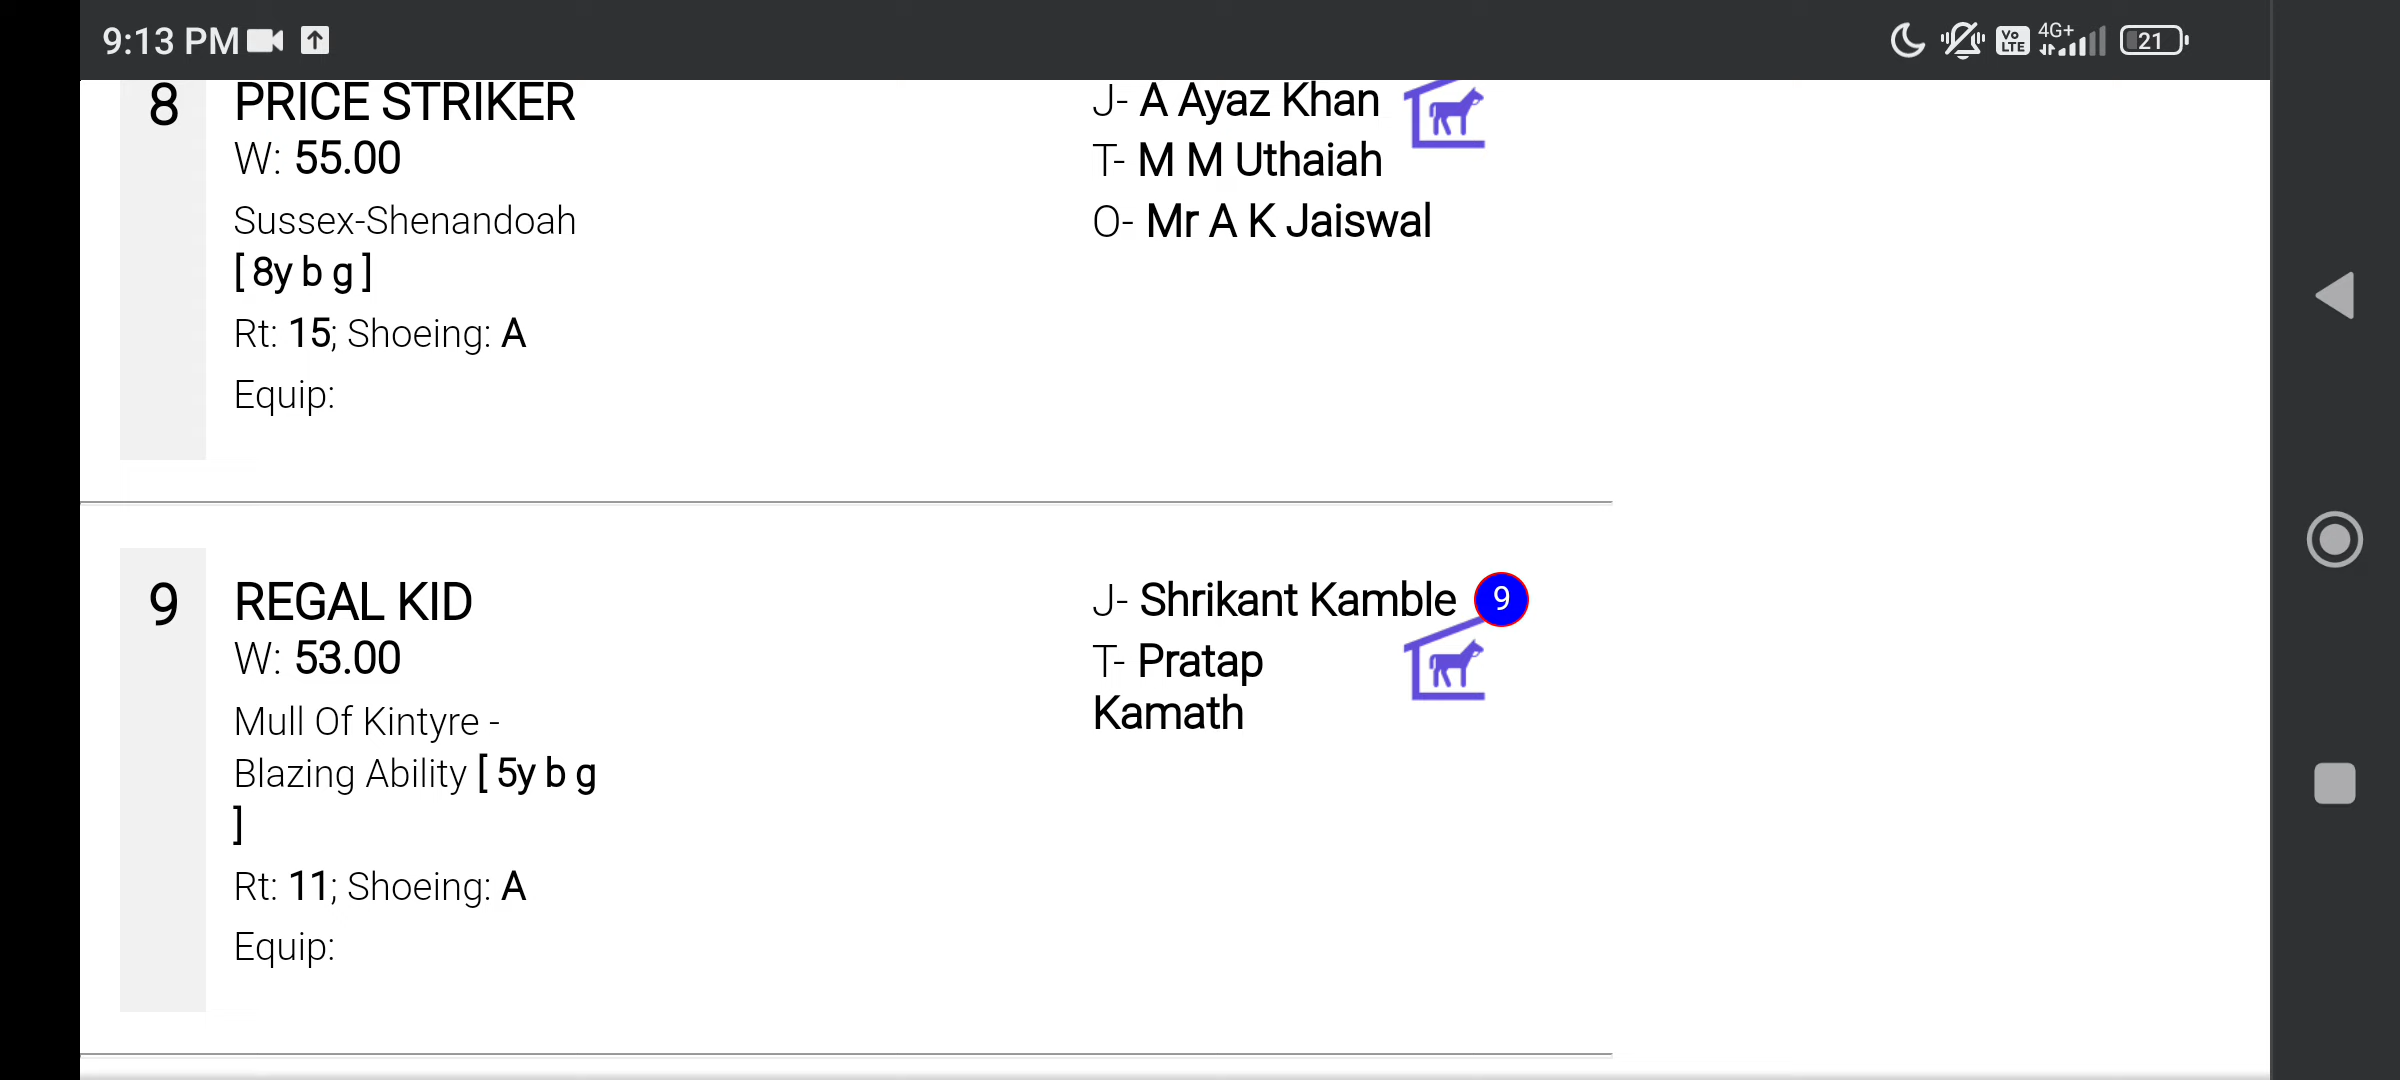 9:13 PM
Vo LTE 4G+ 21
8 PRICE STRIKER
W: 55.00
Sussex-Shenandoah
[ 8y b g ]
Rt: 15; Shoeing: A
Equip:
J- A Ayaz Khan
T- M M Uthaiah
O- Mr A K Jaiswal
9 REGAL KID
W: 53.00
Mull Of Kintyre -
Blazing Ability [ 5y b g
]
Rt: 11; Shoeing: A
Equip:
J- Shrikant Kamble 9
T- Pratap
Kamath